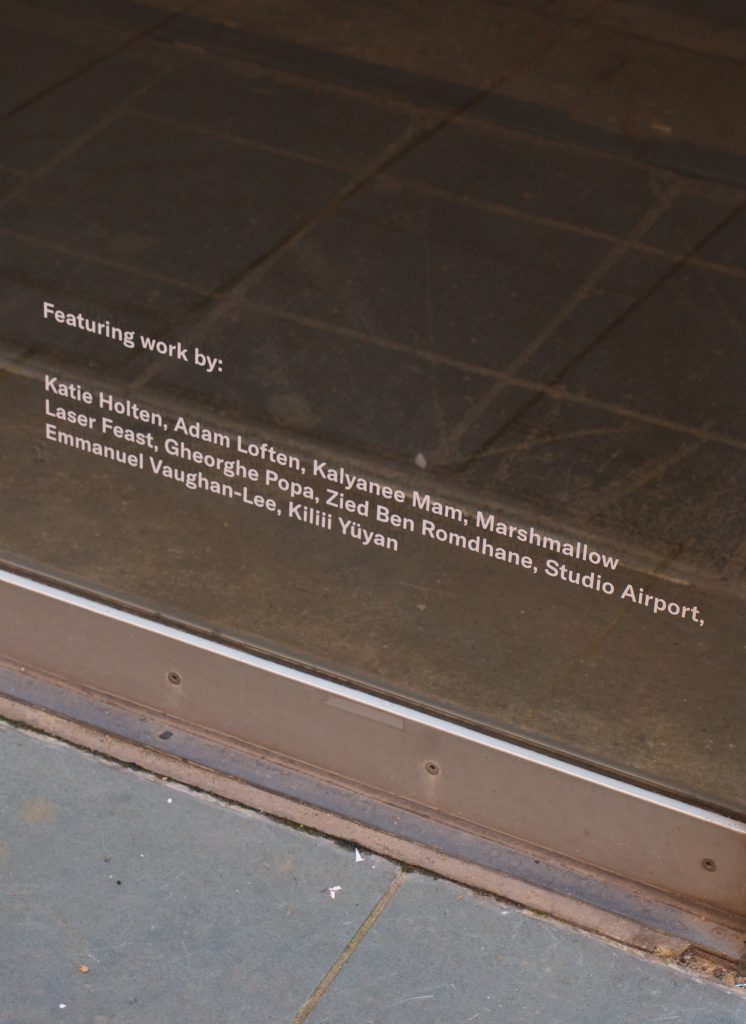 Featuring work by:
Katie Holten, Adam Loften, Kalyanee Mam, Marshmallow
Laser Feast, Gheorghe Popa, Zied Ben Romdhane, Studio Airport,
Emmanuel Vaughan-Lee, Kiliii Yüyan